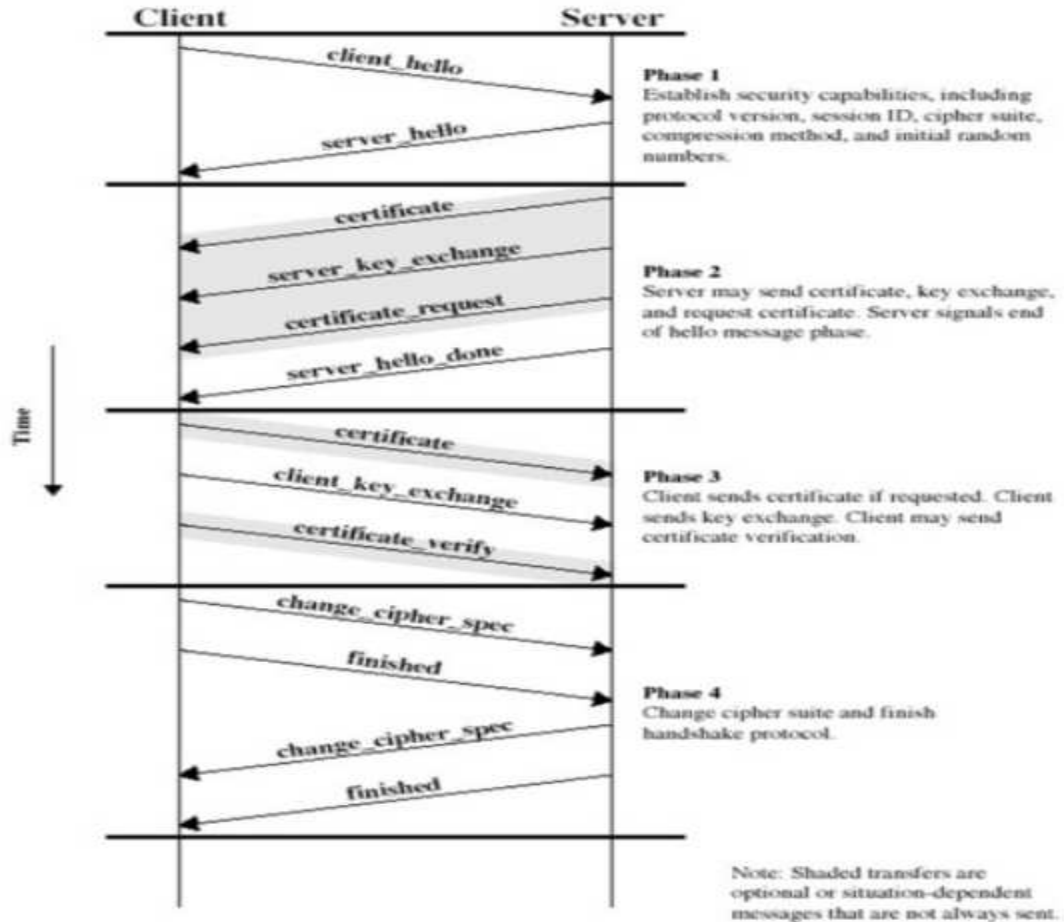 Client Server
client_hello
Phase 1
Establish security capabilities, including
protocol version, session ID, cipher suite,
compression method, and initial random
numbers.
server_hello
certificate
server_key_exchange
Phase 2
Server may send certificate, key exchange,
and request certificate. Server signals end
of hello message phase.
certificate_request
server_hello_done
Time
certificate
client_key_exchange
Phase 3
Client sends certificate if requested. Client
sends key exchange. Client may send
certificate verification.
certificate_verify
change_cipher_spec
finished
Phase 4
Change cipher suite and finish
handshake protocol.
change_cipher_spec
finished
Note: Shaded transfers are
optional or situation-dependent
messages that are not always sent.